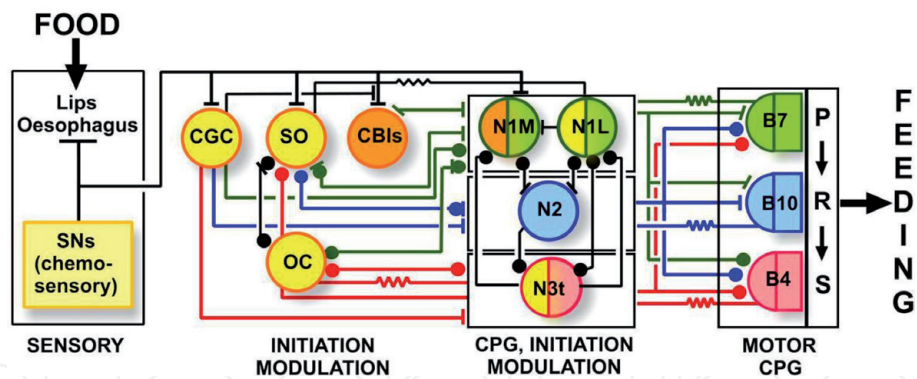 FOOD
Lips
Oesophagus
SNs
(chemo-
sensory)
SENSORY
CGC
SO
CBIs
OC
INITIATION
MODULATION
N1M
N1L
N2
N3t
CPG, INITIATION
MODULATION
B7
B10
B4
P
R
S
MOTOR
CPG
FEEDING